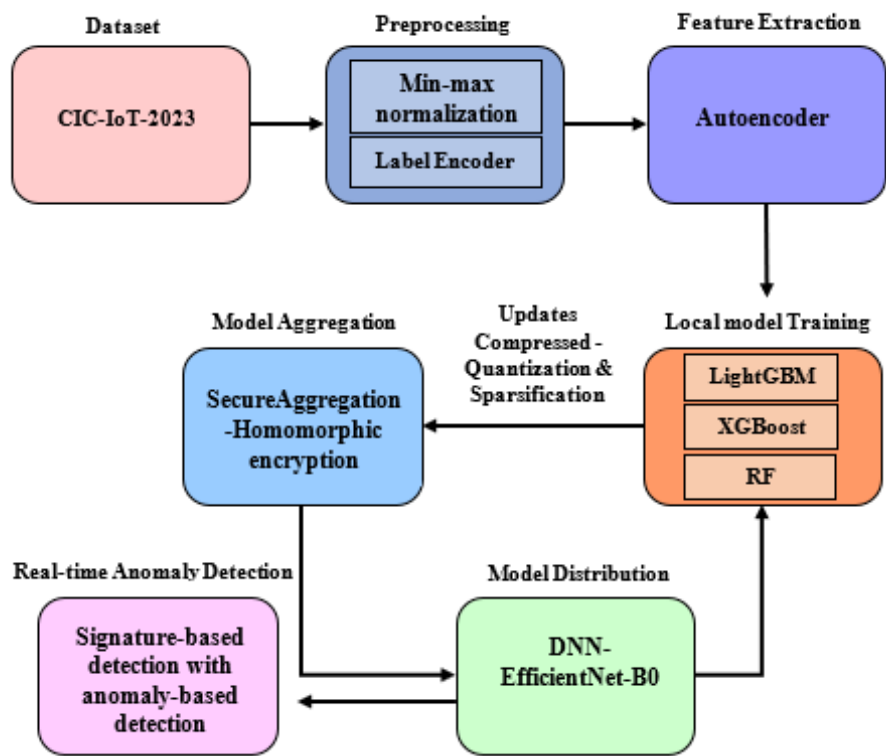 Dataset
CIC-IoT-2023
Preprocessing
Min-max
normalization
Label Encoder
Feature Extraction
Autoencoder
Local model Training
LightGBM
XGBoost
RF
Updates
Compressed -
Quantization &
Sparsification
Model Aggregation
SecureAggregation
-Homomorphic
encryption
Model Distribution
DNN-
EfficientNet-B0
Real-time Anomaly Detection
Signature-based
detection with
anomaly-based
detection